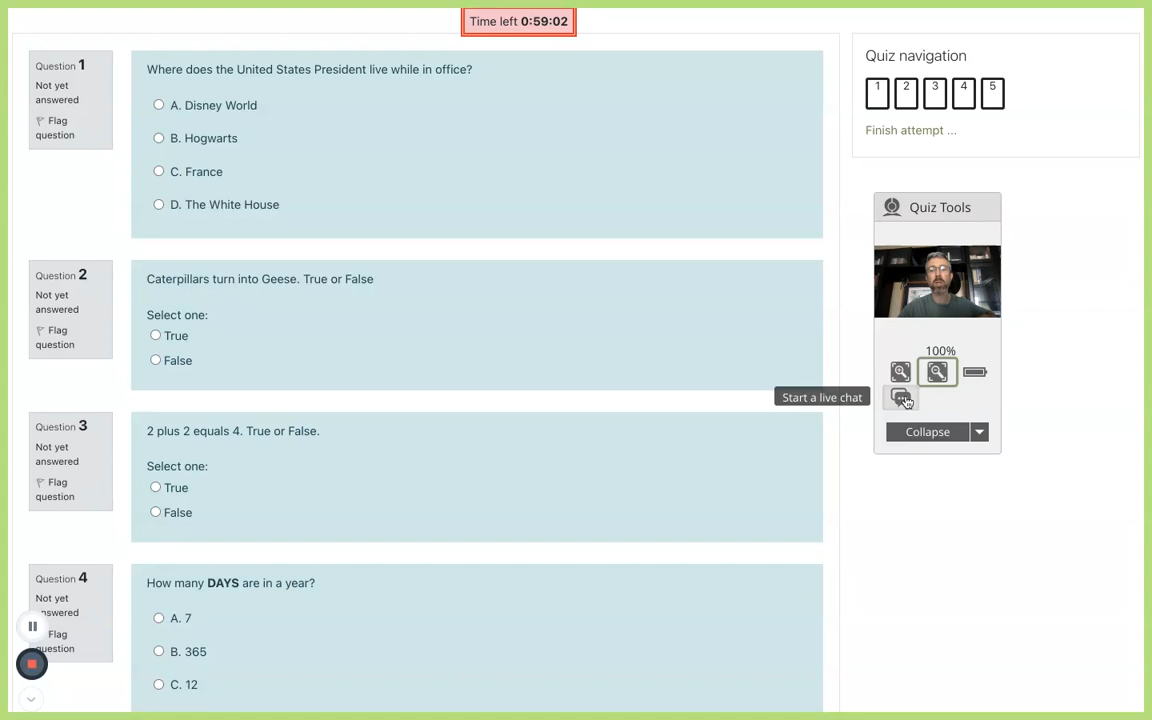 Time left 0:59:02
Question 1
Not yet
answered
Flag
question
Where does the United States President live while in office?
A. Disney World
B. Hogwarts
C. France
D. The White House
Question 2
Not yet
answered
Flag
question
Caterpillars turn into Geese. True or False
Select one:
True
False
Question 3
Not yet
answered
Flag
question
2 plus 2 equals 4. True or False.
Select one:
True
False
Question 4
Not yet
answered
Flag
question
How many DAYS are in a year?
A. 7
B. 365
C. 12
Quiz navigation
1 2 3 4 5
Finish attempt ...
Quiz Tools
100%
Start a live chat
Collapse